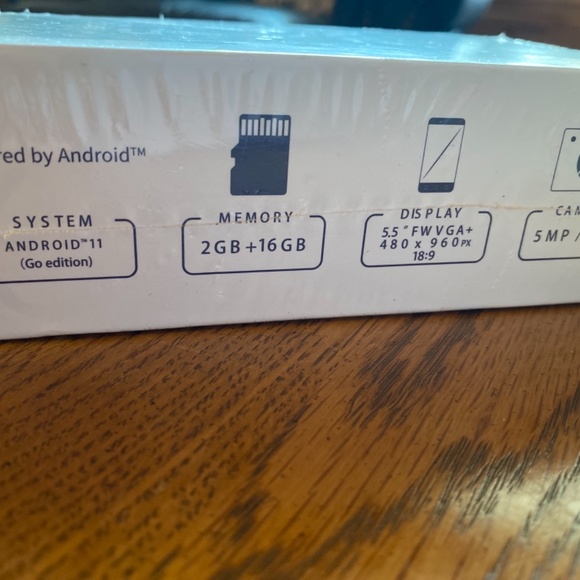 red by Android™
SYSTEM
ANDROID™11
(Go edition)
MEMORY
2GB+16GB
DISPLAY
5.5″FWVGA+
480 x 960PX
18:9
CAM
5MP /